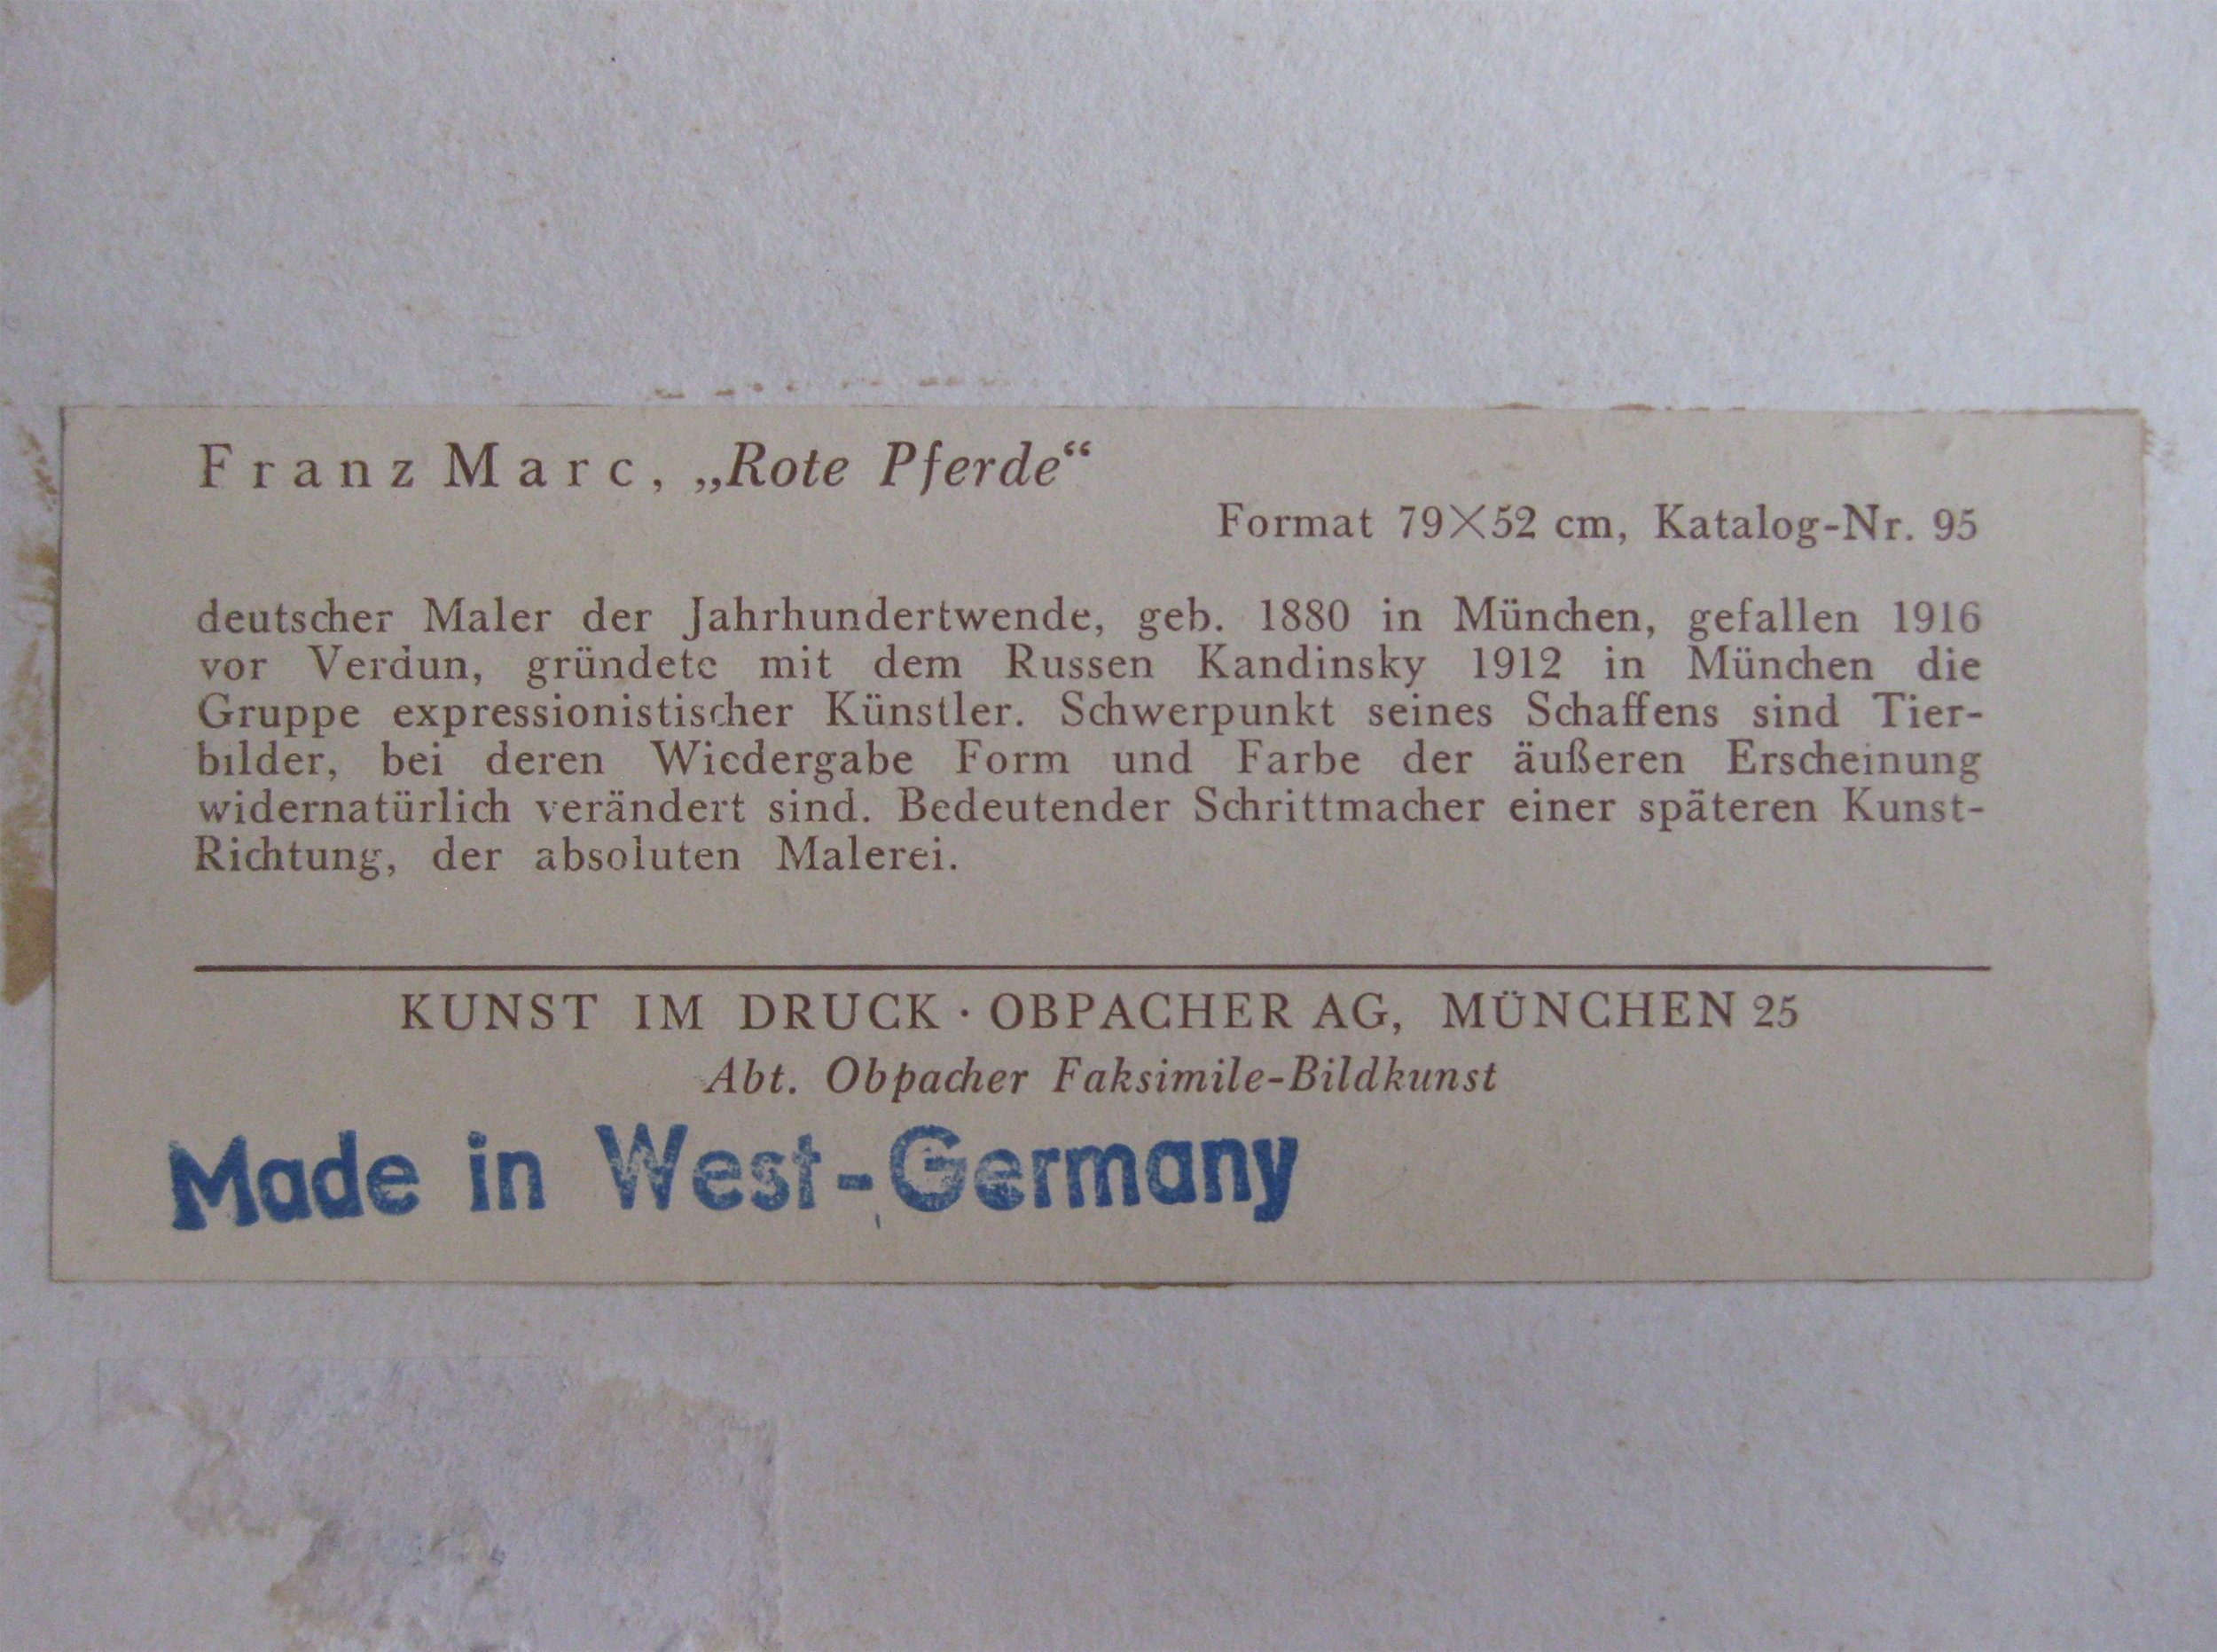 Franz Marc, „Rote Pferde“
Format 79×52 cm, Katalog-Nr. 95
deutscher Maler der Jahrhundertwende, geb. 1880 in München, gefallen 1916
vor Verdun, gründete mit dem Russen Kandinsky 1912 in München die
Gruppe expressionistischer Künstler. Schwerpunkt seines Schaffens sind Tier-
bilder, bei deren Wiedergabe Form und Farbe der äußeren Erscheinung
widernatürlich verändert sind. Bedeutender Schrittmacher einer späteren Kunst-
Richtung, der absoluten Malerei.
KUNST IM DRUCK · OBPACHER AG, MÜNCHEN 25
Abt. Obpacher Faksimile-Bildkunst
Made in West-Germany